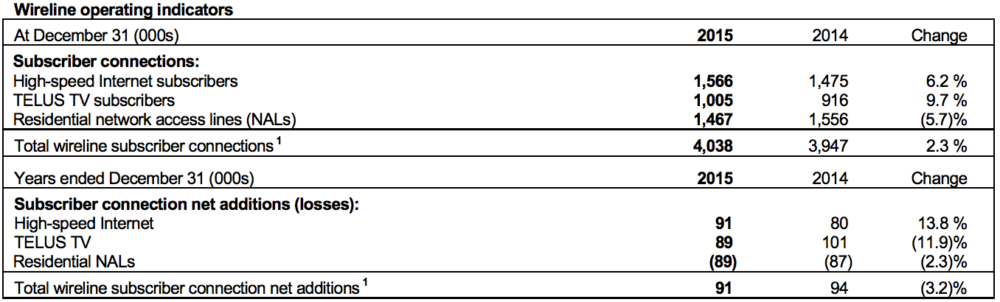 Wireline operating indicators
At December 31 (000s) 2015 2014 Change
Subscriber connections:
High-speed Internet subscribers 1,566 1,475 6.2 %
TELUS TV subscribers 1,005 916 9.7 %
Residential network access lines (NALs) 1,467 1,556 (5.7)%
Total wireline subscriber connections 1 4,038 3,947 2.3 %
Years ended December 31 (000s) 2015 2014 Change
Subscriber connection net additions (losses):
High-speed Internet 91 80 13.8 %
TELUS TV 89 101 (11.9)%
Residential NALs (89) (87) (2.3)%
Total wireline subscriber connection net additions 1 91 94 (3.2)%